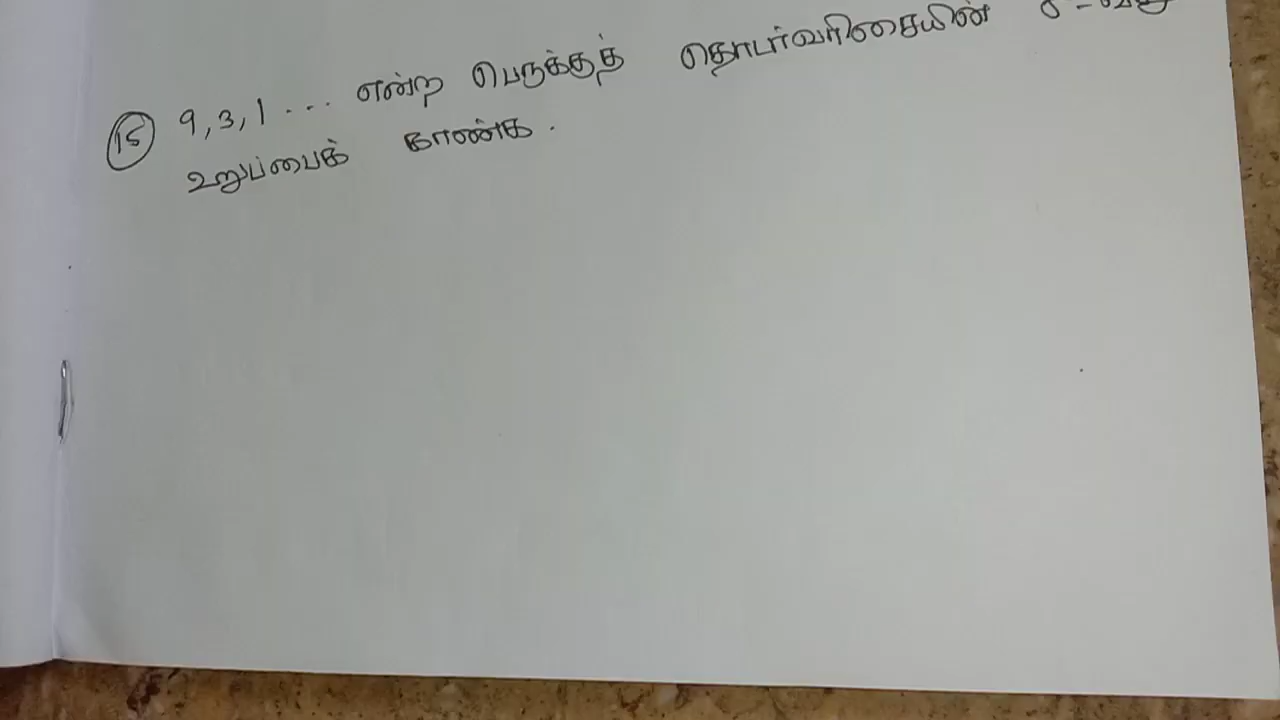 15 9, 3, 1 ... என்ற பெருக்குத் தொடர்வரிசையின்
உறுப்பைக் காண்க.